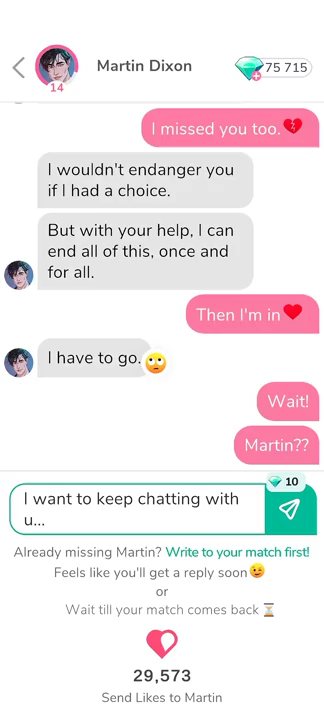 Martin Dixon
75 715
14
I missed you too.
I wouldn't endanger you
if I had a choice.
But with your help, I can
end all of this, once and
for all.
Then I'm in
I have to go.
Wait!
Martin??
10
I want to keep chatting with
u...
Already missing Martin? Write to your match first!
Feels like you'll get a reply soon
or
Wait till your match comes back
29,573
Send Likes to Martin